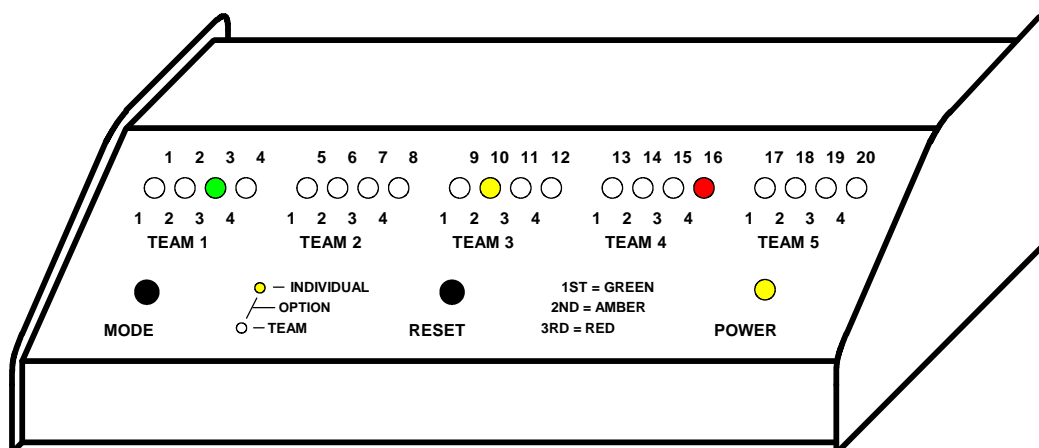 1 2 3 4 5 6 7 8 9 10 11 12 13 14 15 16 17 18 19 20
1 2 3 4 1 2 3 4 1 2 3 4 1 2 3 4 1 2 3 4
TEAM 1 TEAM 2 TEAM 3 TEAM 4 TEAM 5
INDIVIDUAL 1ST = GREEN
OPTION 2ND = AMBER
MODE TEAM RESET 3RD = RED POWER